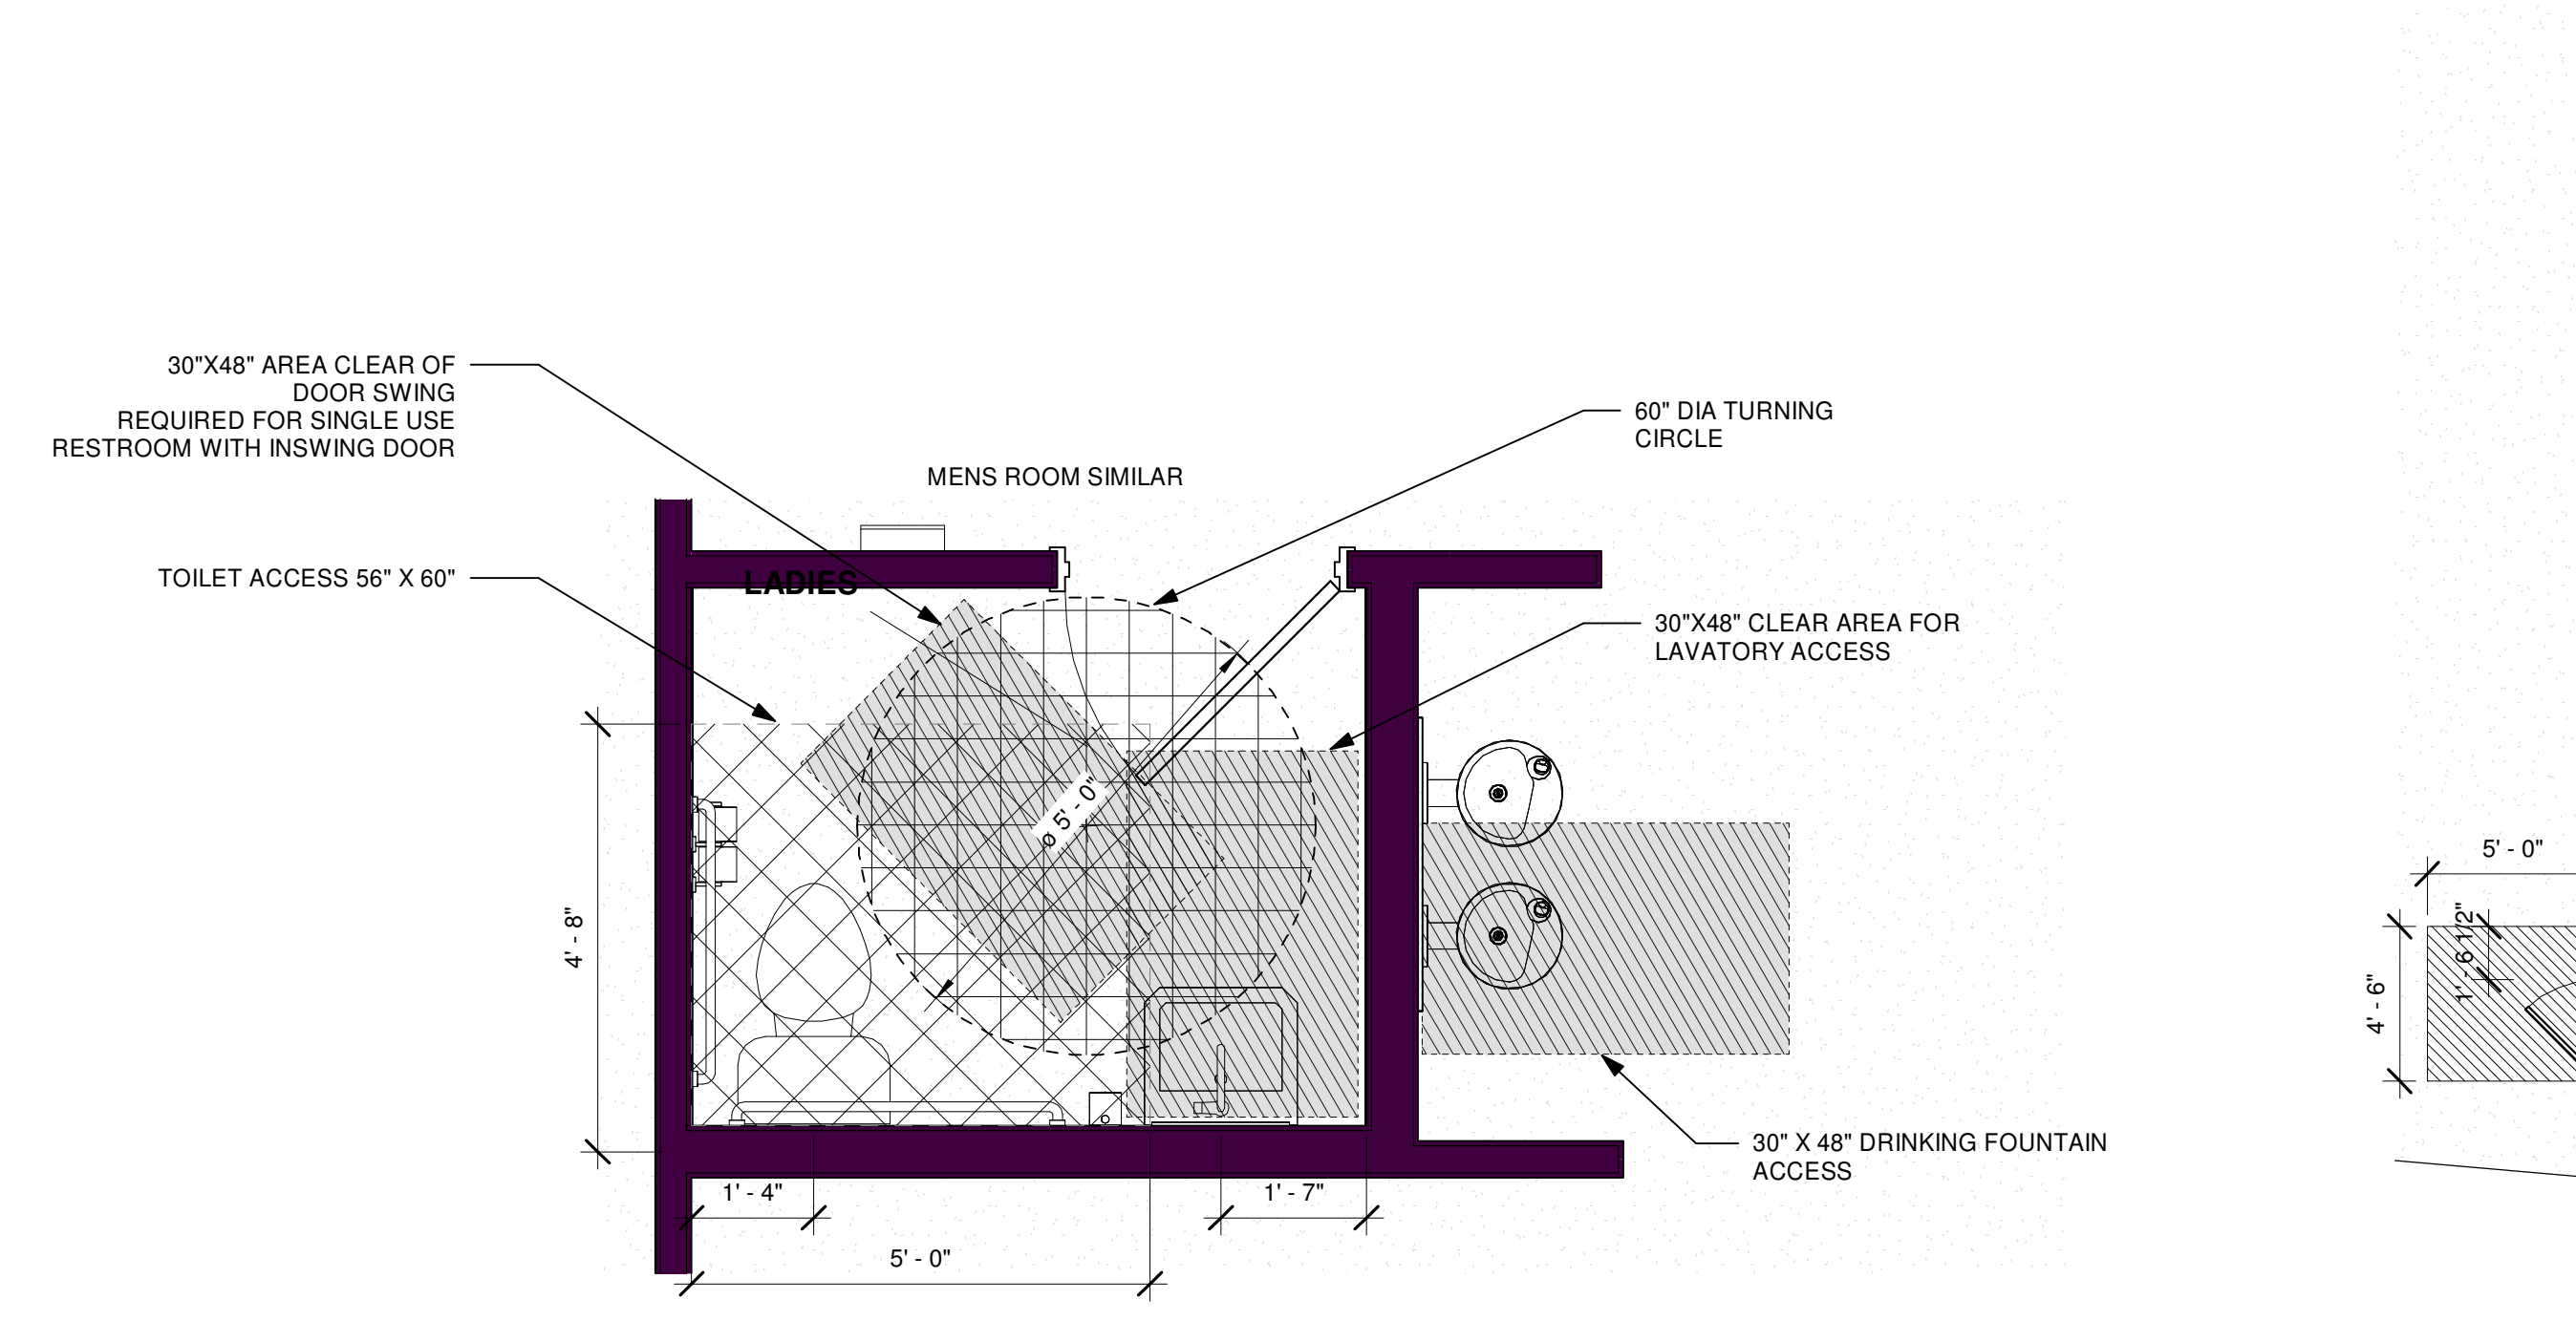 30"X48" AREA CLEAR OF
DOOR SWING
REQUIRED FOR SINGLE USE
RESTROOM WITH INSWING DOOR
60" DIA TURNING
CIRCLE
MENS ROOM SIMILAR
TOILET ACCESS 56" X 60"
LADIES
30"X48" CLEAR AREA FOR
LAVATORY ACCESS
ø 5' - 0"
4' - 8"
30" X 48" DRINKING FOUNTAIN
ACCESS
1' - 4"
1' - 7"
5' - 0"
5' - 0"
1' - 6 1/2"
4' - 6"